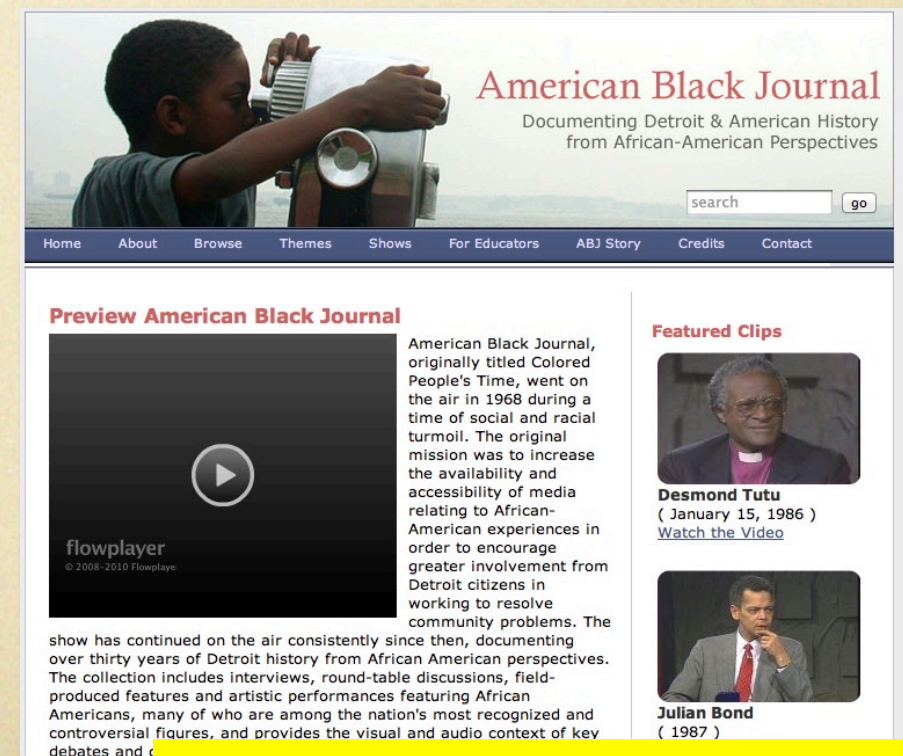 American Black Journal
Documenting Detroit & American History
from African-American Perspectives
search
go
Home About Browse Themes Shows For Educators ABJ Story Credits Contact
Preview American Black Journal
flowplayer
© 2008-2010 Flowplaye
American Black Journal,
originally titled Colored
People's Time, went on
the air in 1968 during a
time of social and racial
turmoil. The original
mission was to increase
the availability and
accessibility of media
relating to African-
American experiences in
order to encourage
greater involvement from
Detroit citizens in
working to resolve
community problems. The
show has continued on the air consistently since then, documenting
over thirty years of Detroit history from African American perspectives.
The collection includes interviews, round-table discussions, field-
produced features and artistic performances featuring African
Americans, many of who are among the nation's most recognized and
controversial figures, and provides the visual and audio context of key
debates and
Featured Clips
Desmond Tutu
( January 15, 1986 )
Watch the Video
Julian Bond
( 1987 )